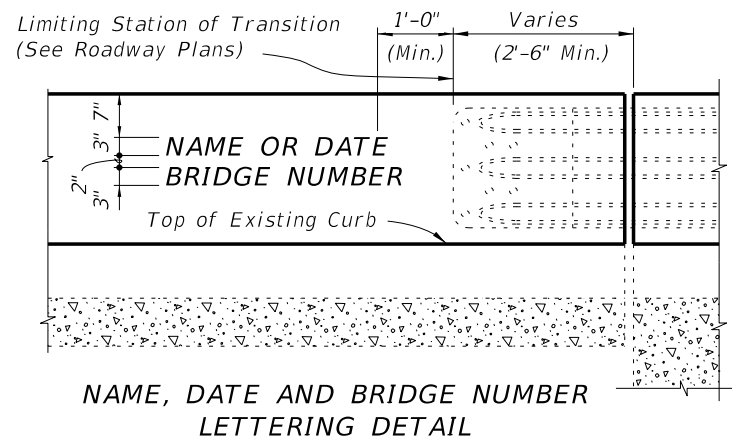 Limiting Station of Transition
(See Roadway Plans)
1'-0"
(Min.)
Varies
(2'-6" Min.)
7"
3"
2"
3"
NAME OR DATE
BRIDGE NUMBER
Top of Existing Curb
NAME, DATE AND BRIDGE NUMBER
LETTERING DETAIL